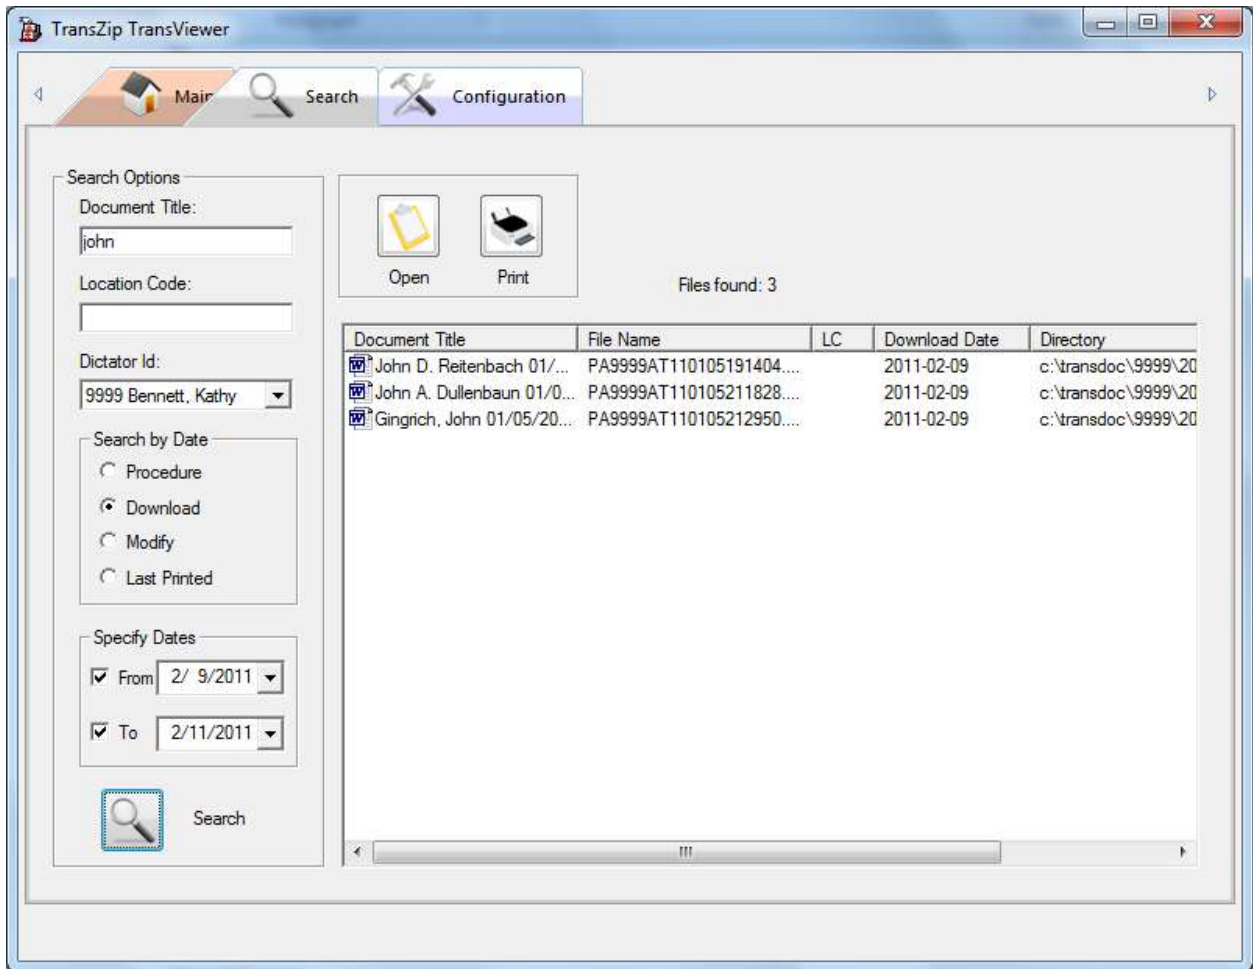 TransZip TransViewer
Main
Search
Configuration
Search Options
Document Title:
john
Location Code:
Dictator Id:
9999 Bennett, Kathy
Search by Date
Procedure
Download
Modify
Last Printed
Specify Dates
From 2/ 9/2011
To 2/11/2011
Search
Open Print
Files found: 3
Document Title File Name LC Download Date Directory
John D. Reitenbach 01/... PA9999AT110105191404.... 2011-02-09 c:\transdoc\9999\20
John A. Dullenbaun 01/0... PA9999AT110105211828.... 2011-02-09 c:\transdoc\9999\20
Gingrich, John 01/05/20... PA9999AT110105212950.... 2011-02-09 c:\transdoc\9999\20